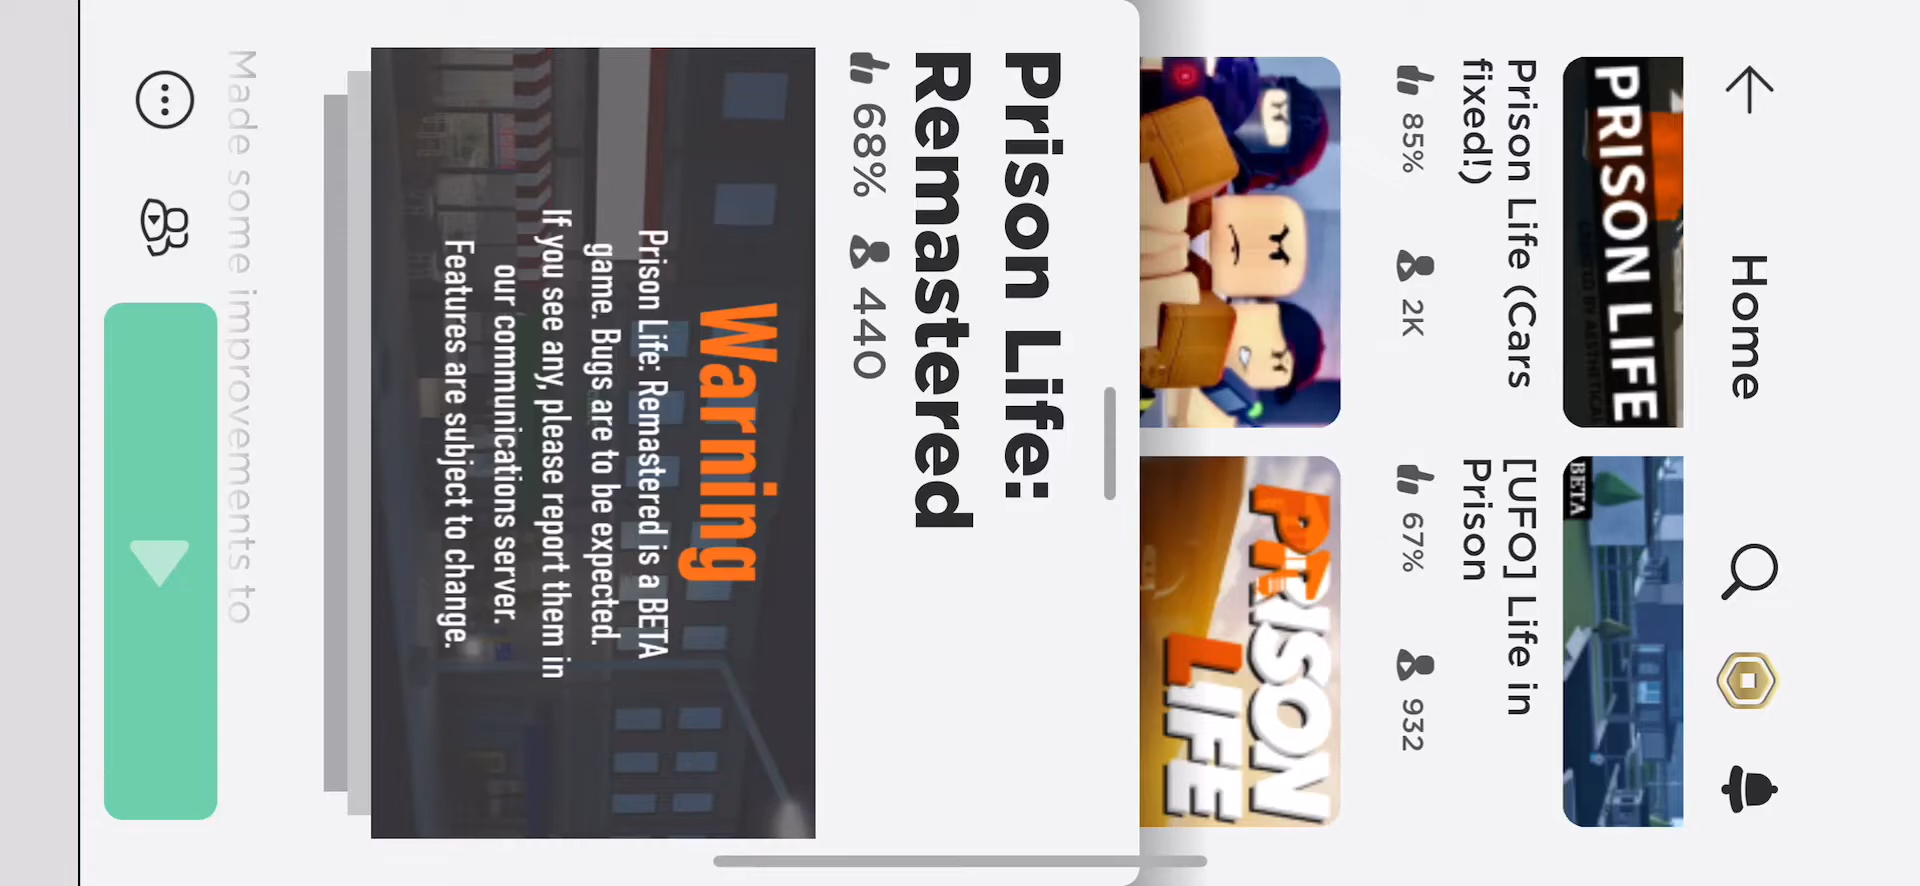 Home
PRISON LIFE
BETA
Prison Life (Cars
fixed!)
85% 2K
[UFO] Life in
Prison
67% 932
PRISON
LIFE
Prison Life:
Remastered
68% 440
Warning
Prison Life: Remastered is a BETA
game. Bugs are to be expected.
If you see any, please report them in
our communications server.
Features are subject to change.
Made some improvements to